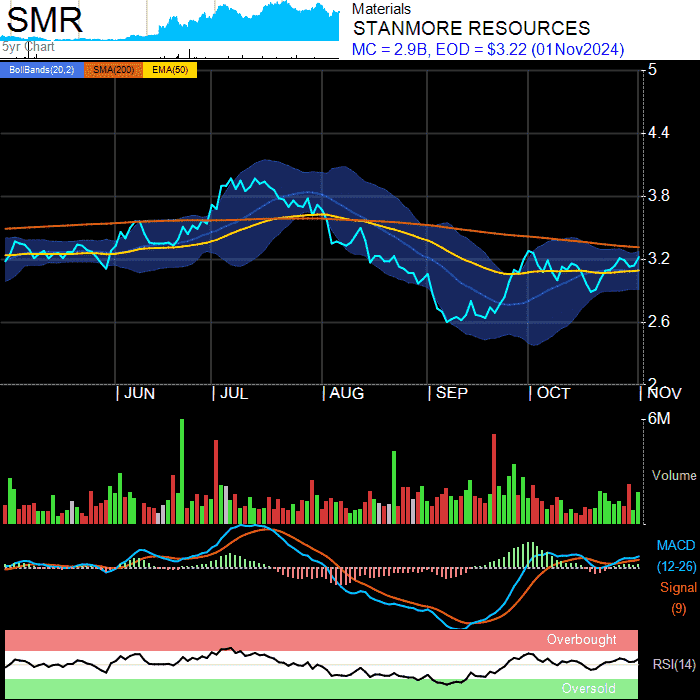 SMR
5yr Chart
Materials
STANMORE RESOURCES
MC = 2.9B, EOD = $3.22 (01Nov2024)
BollBands(20,2) SMA(200) EMA(50)
5
4.4
3.8
3.2
2.6
2
JUN JUL AUG SEP OCT NOV
6M
Volume
MACD
(12-26)
Signal
(9)
Overbought
RSI(14)
Oversold